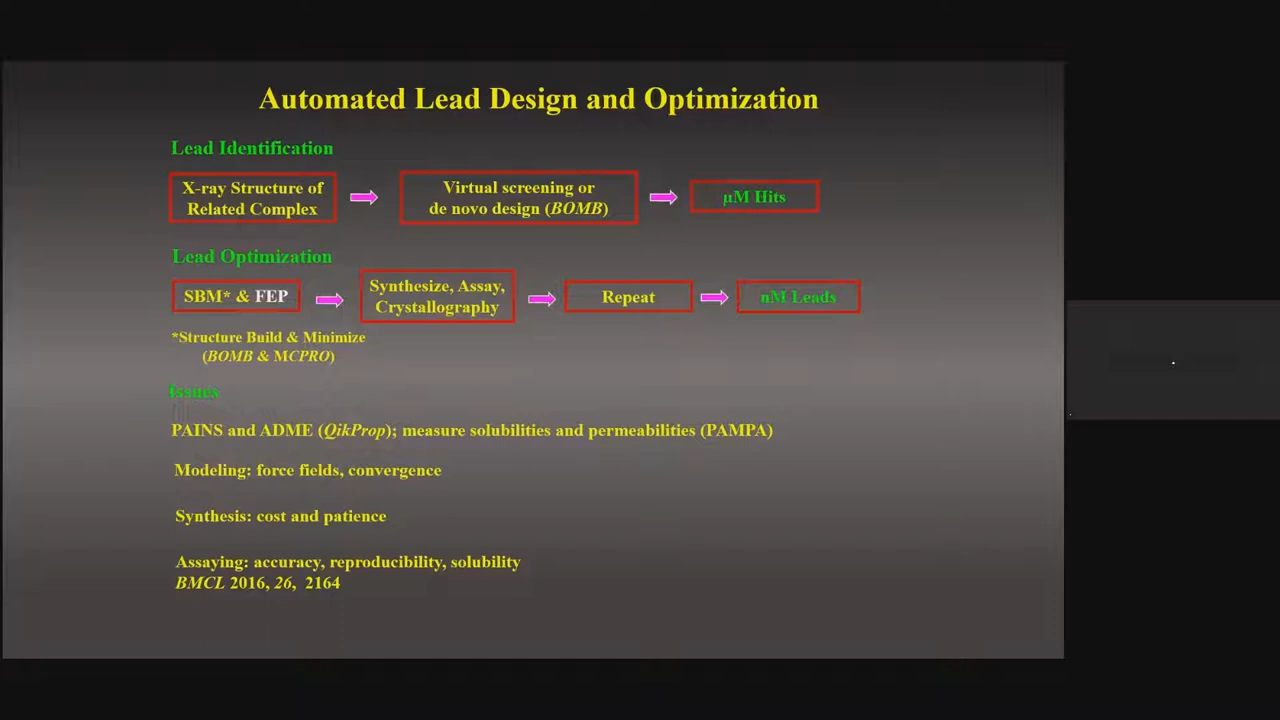 Automated Lead Design and Optimization
Lead Identification
X-ray Structure of
Related Complex
Virtual screening or
de novo design (BOMB)
μM Hits
Lead Optimization
SBM* & FEP
Synthesize, Assay,
Crystallography
Repeat
nM Leads
*Structure Build & Minimize
(BOMB & MCPRO)
Issues
PAINS and ADME (QikProp); measure solubilities and permeabilities (PAMPA)
Modeling: force fields, convergence
Synthesis: cost and patience
Assaying: accuracy, reproducibility, solubility
BMCL 2016, 26, 2164